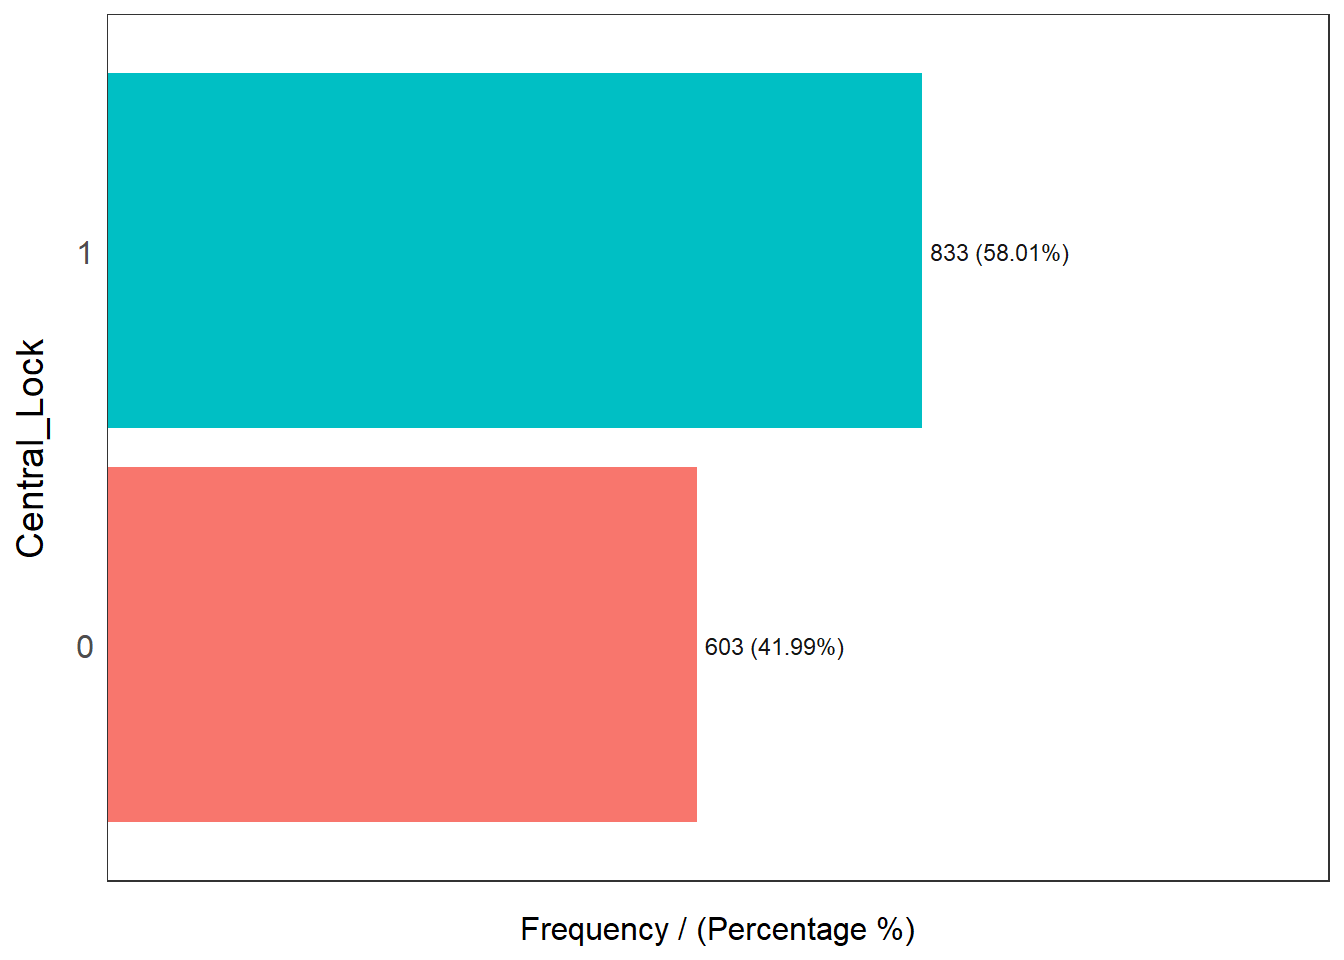 Central_Lock
1
833 (58.01%)
0
603 (41.99%)
Frequency / (Percentage %)